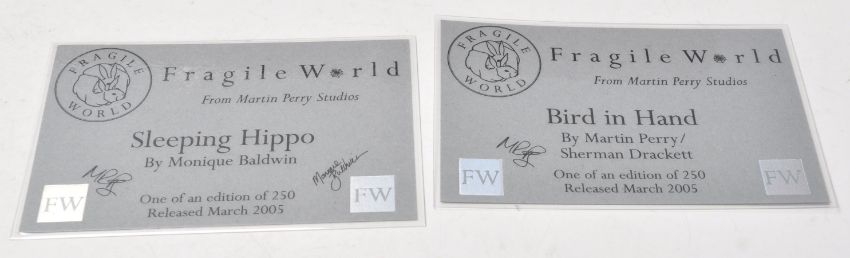 FRAGILE WORLD
Fragile World
From Martin Perry Studios
Sleeping Hippo
By Monique Baldwin
One of an edition of 250
Released March 2005
FW
FW
FRAGILE WORLD
Fragile World
From Martin Perry Studios
Bird in Hand
By Martin Perry/
Sherman Drackett
One of an edition of 250
Released March 2005
FW
FW